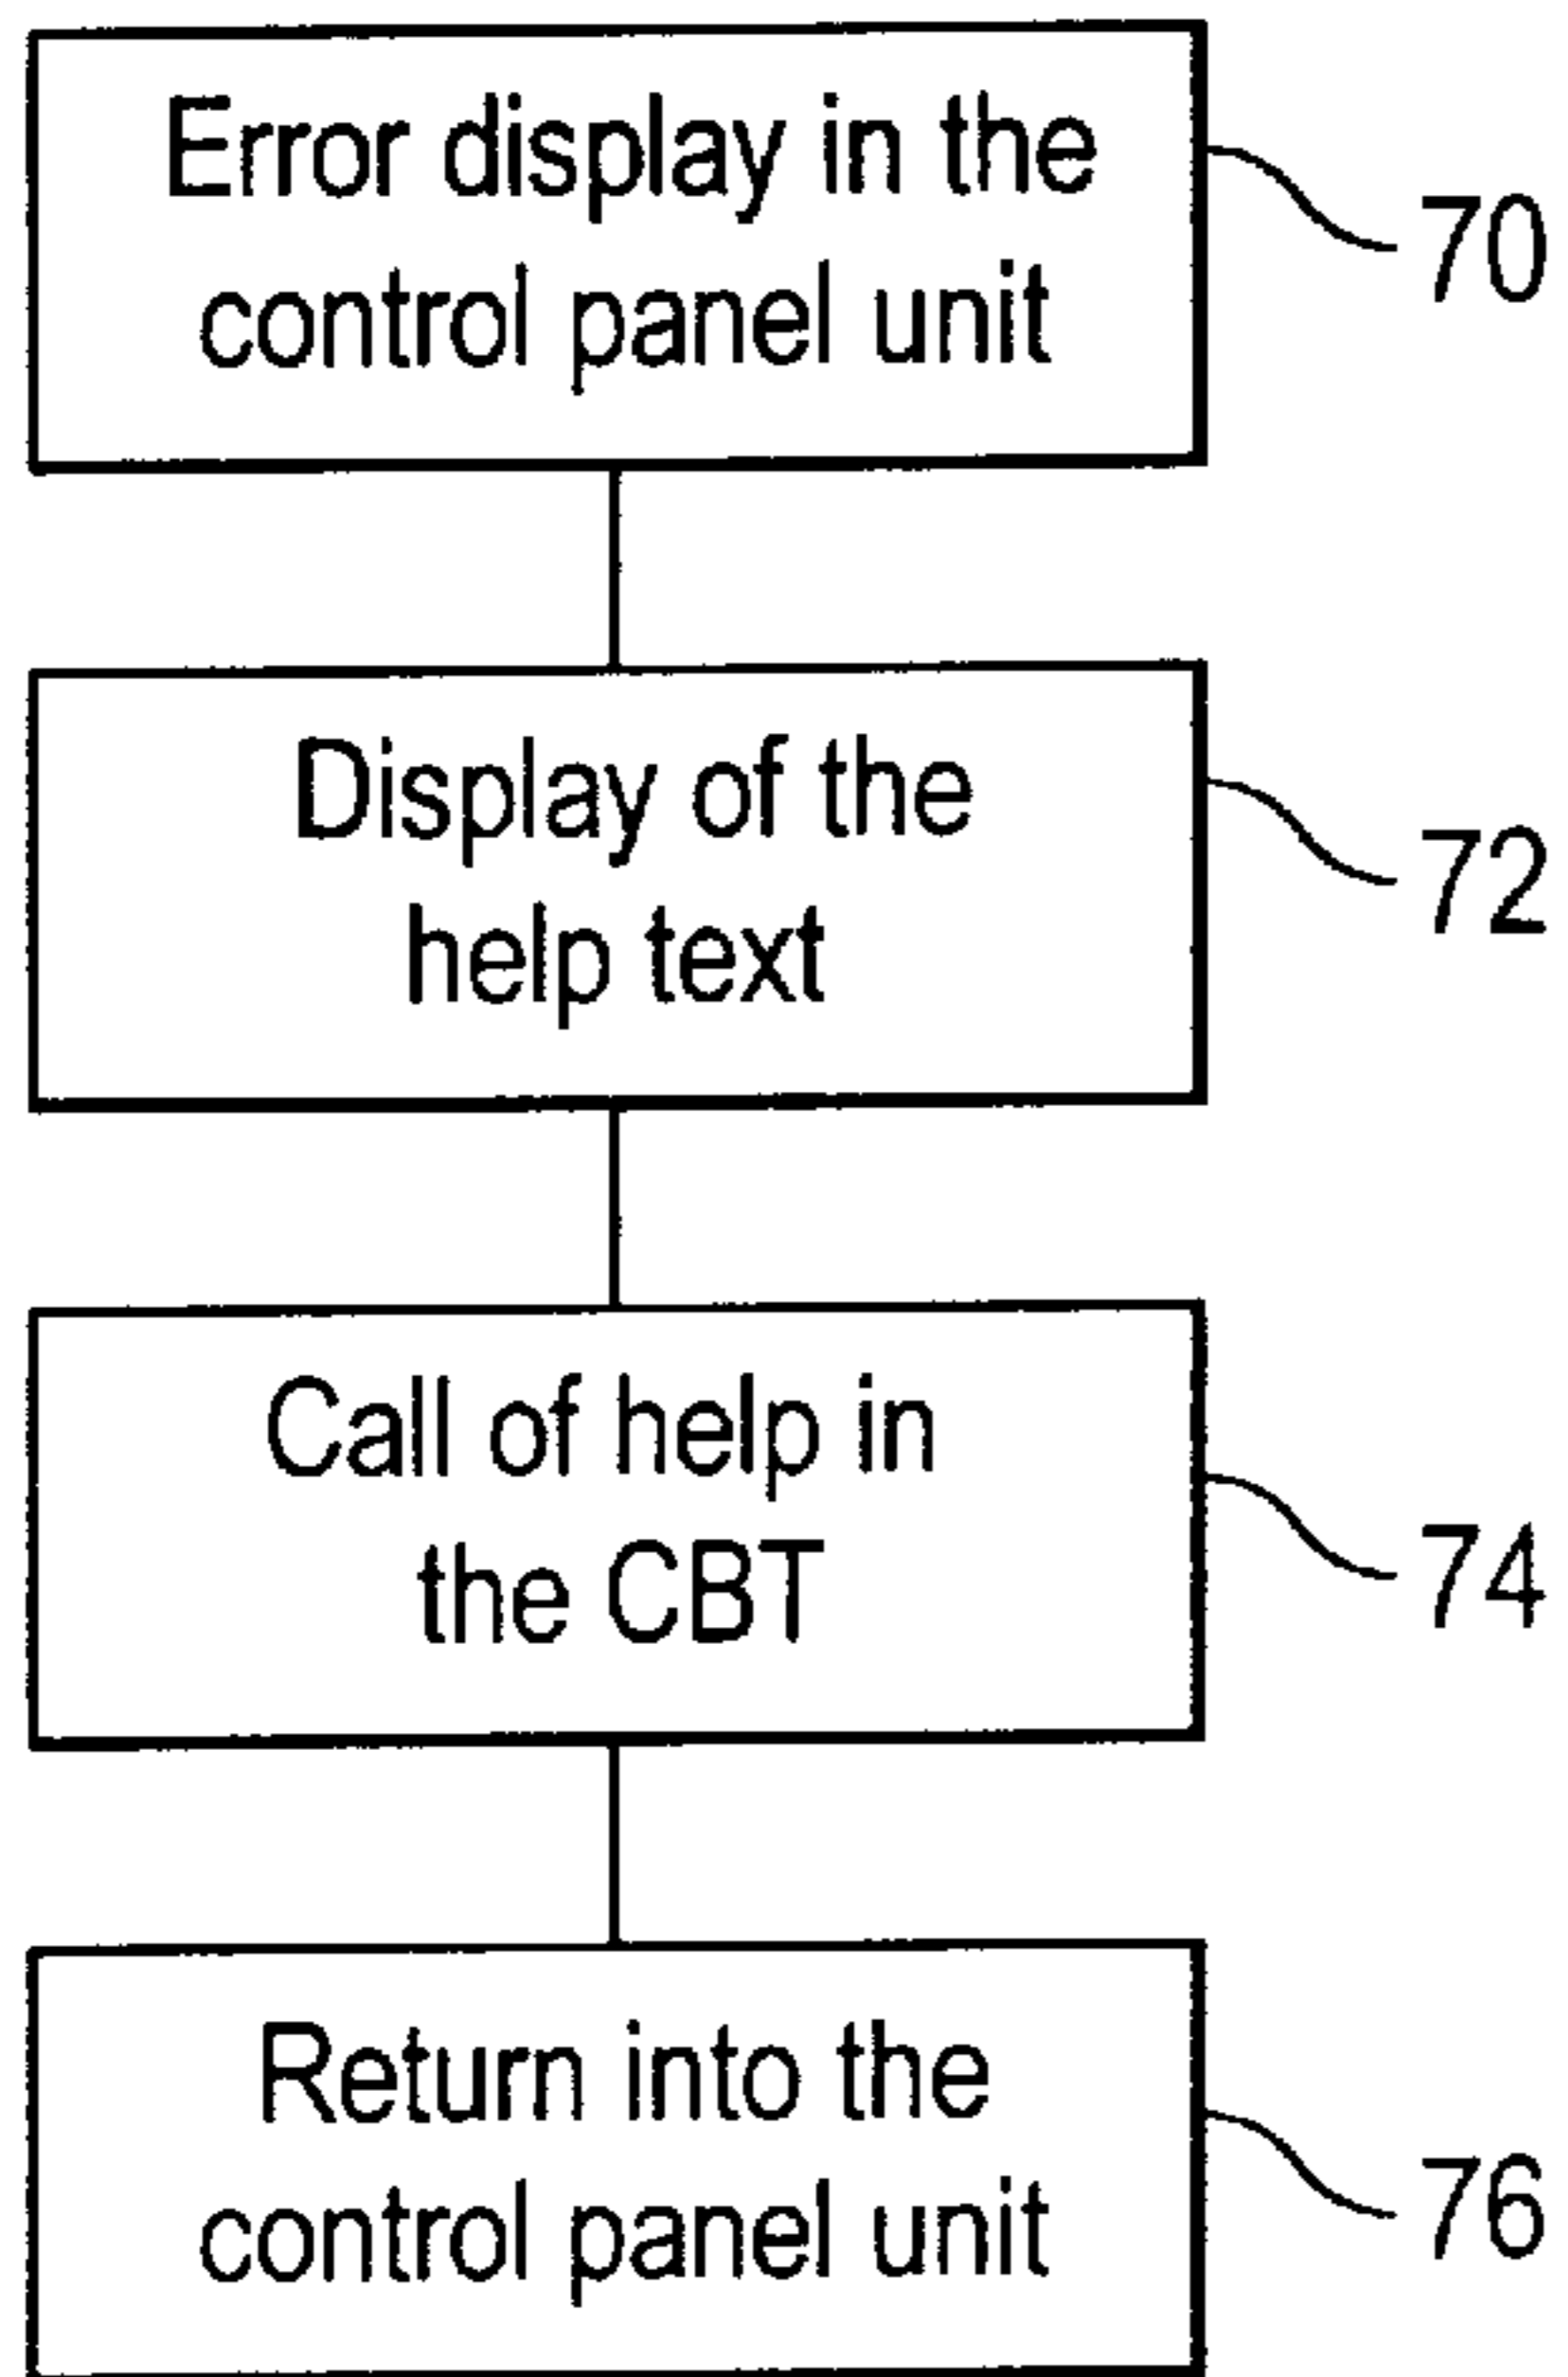 Error display in the
control panel unit
70
Display of the
help text
72
Call of help in
the CBT
74
Return into the
control panel unit
76